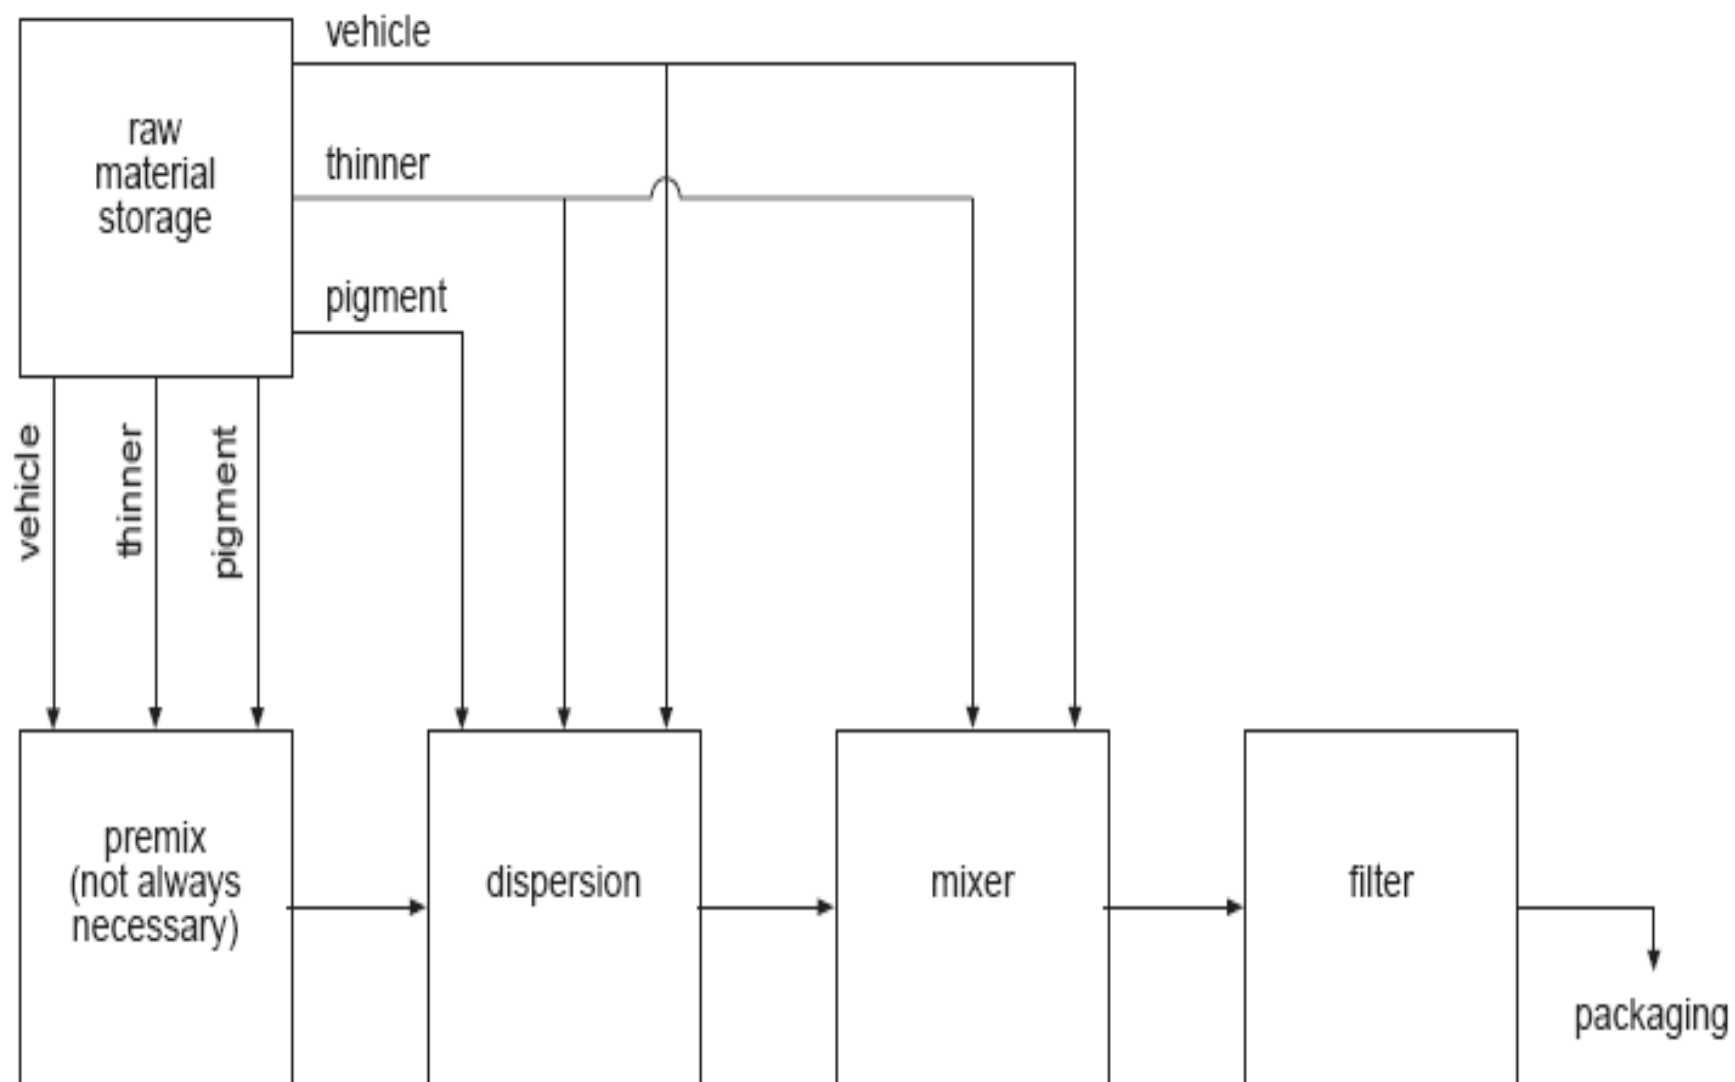 vehicle
raw
material
storage
thinner
pigment
vehicle
thinner
pigment
premix
(not always
necessary)
dispersion
mixer
filter
packaging